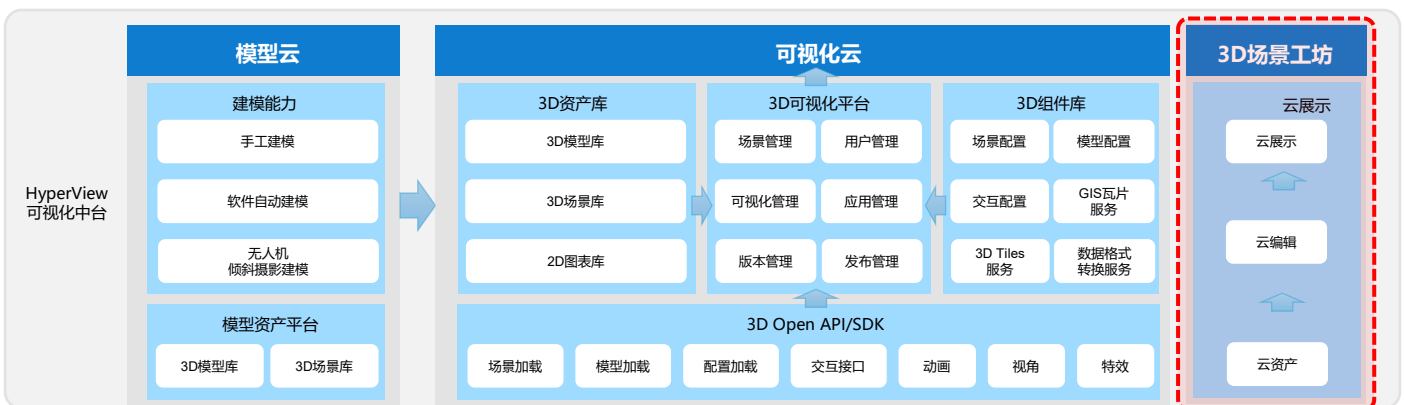 HyperView
可视化中台
模型云
建模能力
手工建模
软件自动建模
无人机
倾斜摄影建模
模型资产平台
3D模型库
3D场景库
可视化云
3D资产库
3D模型库
3D场景库
2D图表库
3D可视化平台
场景管理
用户管理
可视化管理
应用管理
版本管理
发布管理
3D组件库
场景配置
模型配置
交互配置
GIS瓦片
服务
3D Tiles
服务
数据格式
转换服务
3D Open API/SDK
场景加载
模型加载
配置加载
交互接口
动画
视角
特效
3D场景工坊
云展示
云展示
云编辑
云资产